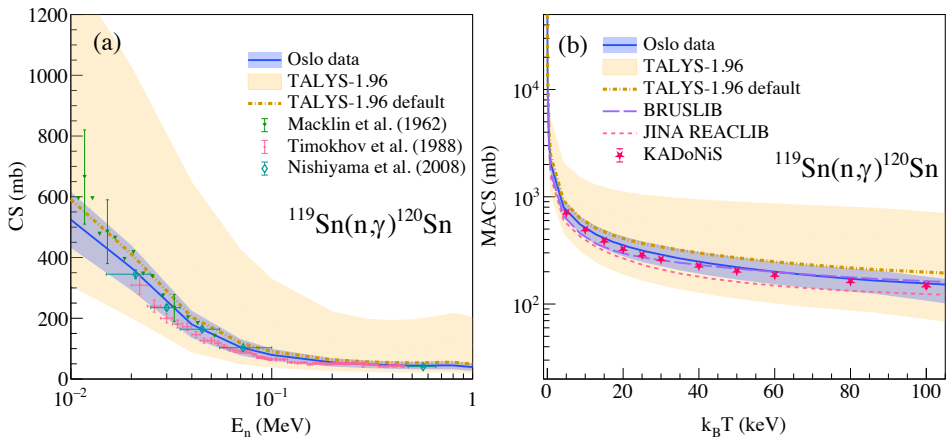 (a)
Oslo data
TALYS-1.96
TALYS-1.96 default
Macklin et al. (1962)
Timokhov et al. (1988)
Nishiyama et al. (2008)
¹¹⁹Sn(n,γ)¹²⁰Sn
CS (mb)
1200
1000
800
600
400
200
0
10⁻²
10⁻¹
1
Eₙ (MeV)
(b)
Oslo data
TALYS-1.96
TALYS-1.96 default
BRUSLIB
JINA REACLIB
KADoNiS
¹¹⁹Sn(n,γ)¹²⁰Sn
MACS (mb)
10⁴
10³
10²
0 20 40 60 80 100
k_BT (keV)